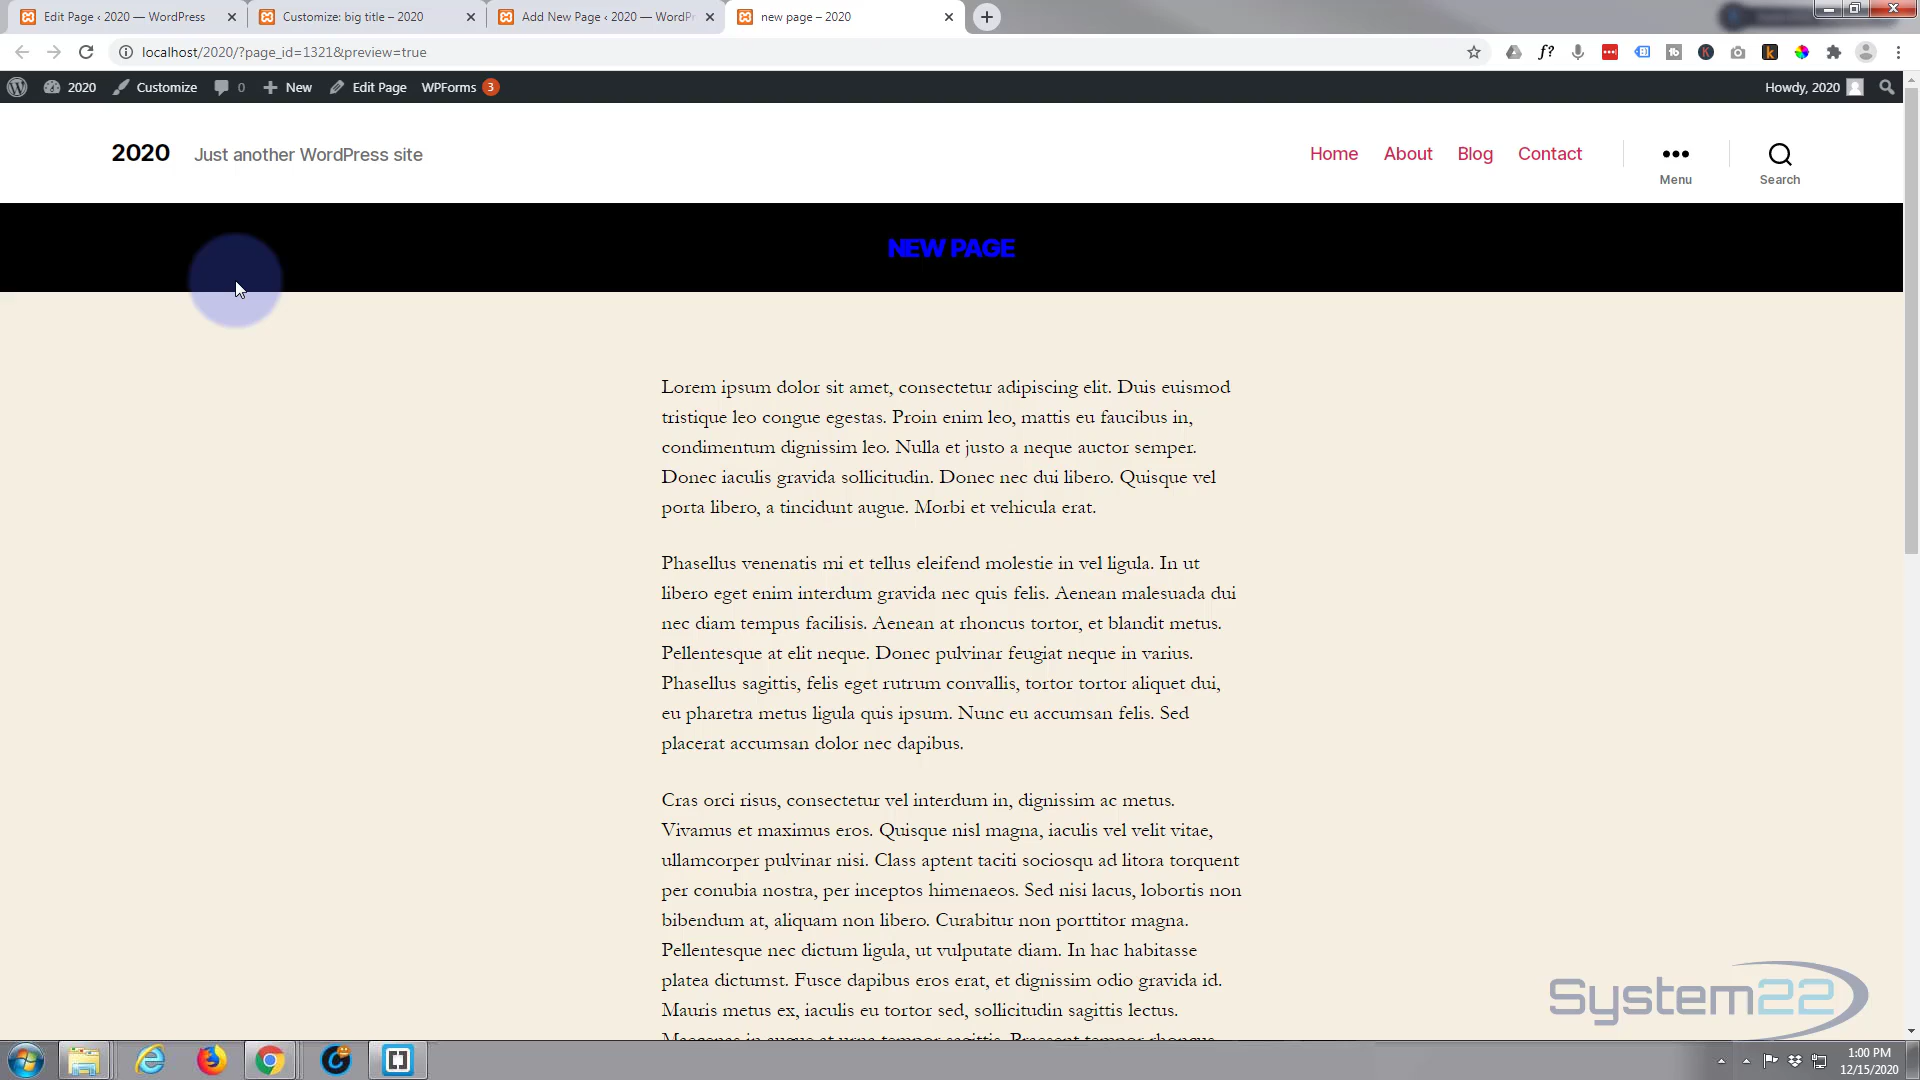 Edit Page ‹ 2020 — WordPress
Customize: big title – 2020
Add New Page ‹ 2020 — WordPr
new page – 2020
localhost/2020/?page_id=1321&preview=true
2020
Customize
0
New
Edit Page
WPForms 3
Howdy, 2020
2020
Just another WordPress site
Home
About
Blog
Contact
Menu
Search
NEW PAGE
Lorem ipsum dolor sit amet, consectetur adipiscing elit. Duis euismod
tristique leo congue egestas. Proin enim leo, mattis eu faucibus in,
condimentum dignissim leo. Nulla et justo a neque auctor semper.
Donec iaculis gravida sollicitudin. Donec nec dui libero. Quisque vel
porta libero, a tincidunt augue. Morbi et vehicula erat.
Phasellus venenatis mi et tellus eleifend molestie in vel ligula. In ut
libero eget enim interdum gravida nec quis felis. Aenean malesuada dui
nec diam tempus facilisis. Aenean at rhoncus tortor, et blandit metus.
Pellentesque at elit neque. Donec pulvinar feugiat neque in varius.
Phasellus sagittis, felis eget rutrum convallis, tortor tortor aliquet dui,
eu pharetra metus ligula quis ipsum. Nunc eu accumsan felis. Sed
placerat accumsan dolor nec dapibus.
Cras orci risus, consectetur vel interdum in, dignissim ac metus.
Vivamus et maximus eros. Quisque nisl magna, iaculis vel velit vitae,
ullamcorper pulvinar nisi. Class aptent taciti sociosqu ad litora torquent
per conubia nostra, per inceptos himenaeos. Sed nisi lacus, lobortis non
bibendum at, aliquam non libero. Curabitur non porttitor magna.
Pellentesque nec dictum ligula, ut vulputate diam. In hac habitasse
platea dictumst. Fusce dapibus eros erat, et dignissim odio gravida id.
Mauris metus ex, iaculis eu tortor sed, sollicitudin sagittis lectus.
Maecenas in augue at urna tempor sagittis. Praesent tempor rhoncus
System22
1:00 PM
12/15/2020